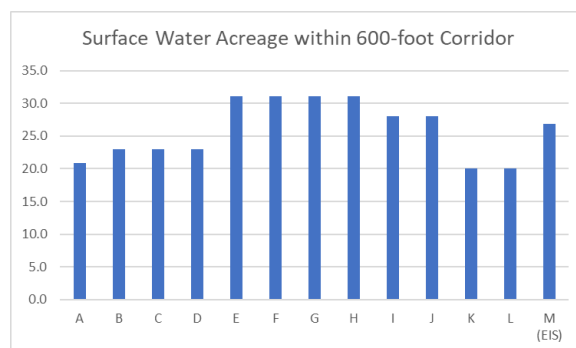 Surface Water Acreage within 600-foot Corridor
35.0
30.0
25.0
20.0
15.0
10.0
5.0
0.0
A B C D E F G H I J K L M
(EIS)